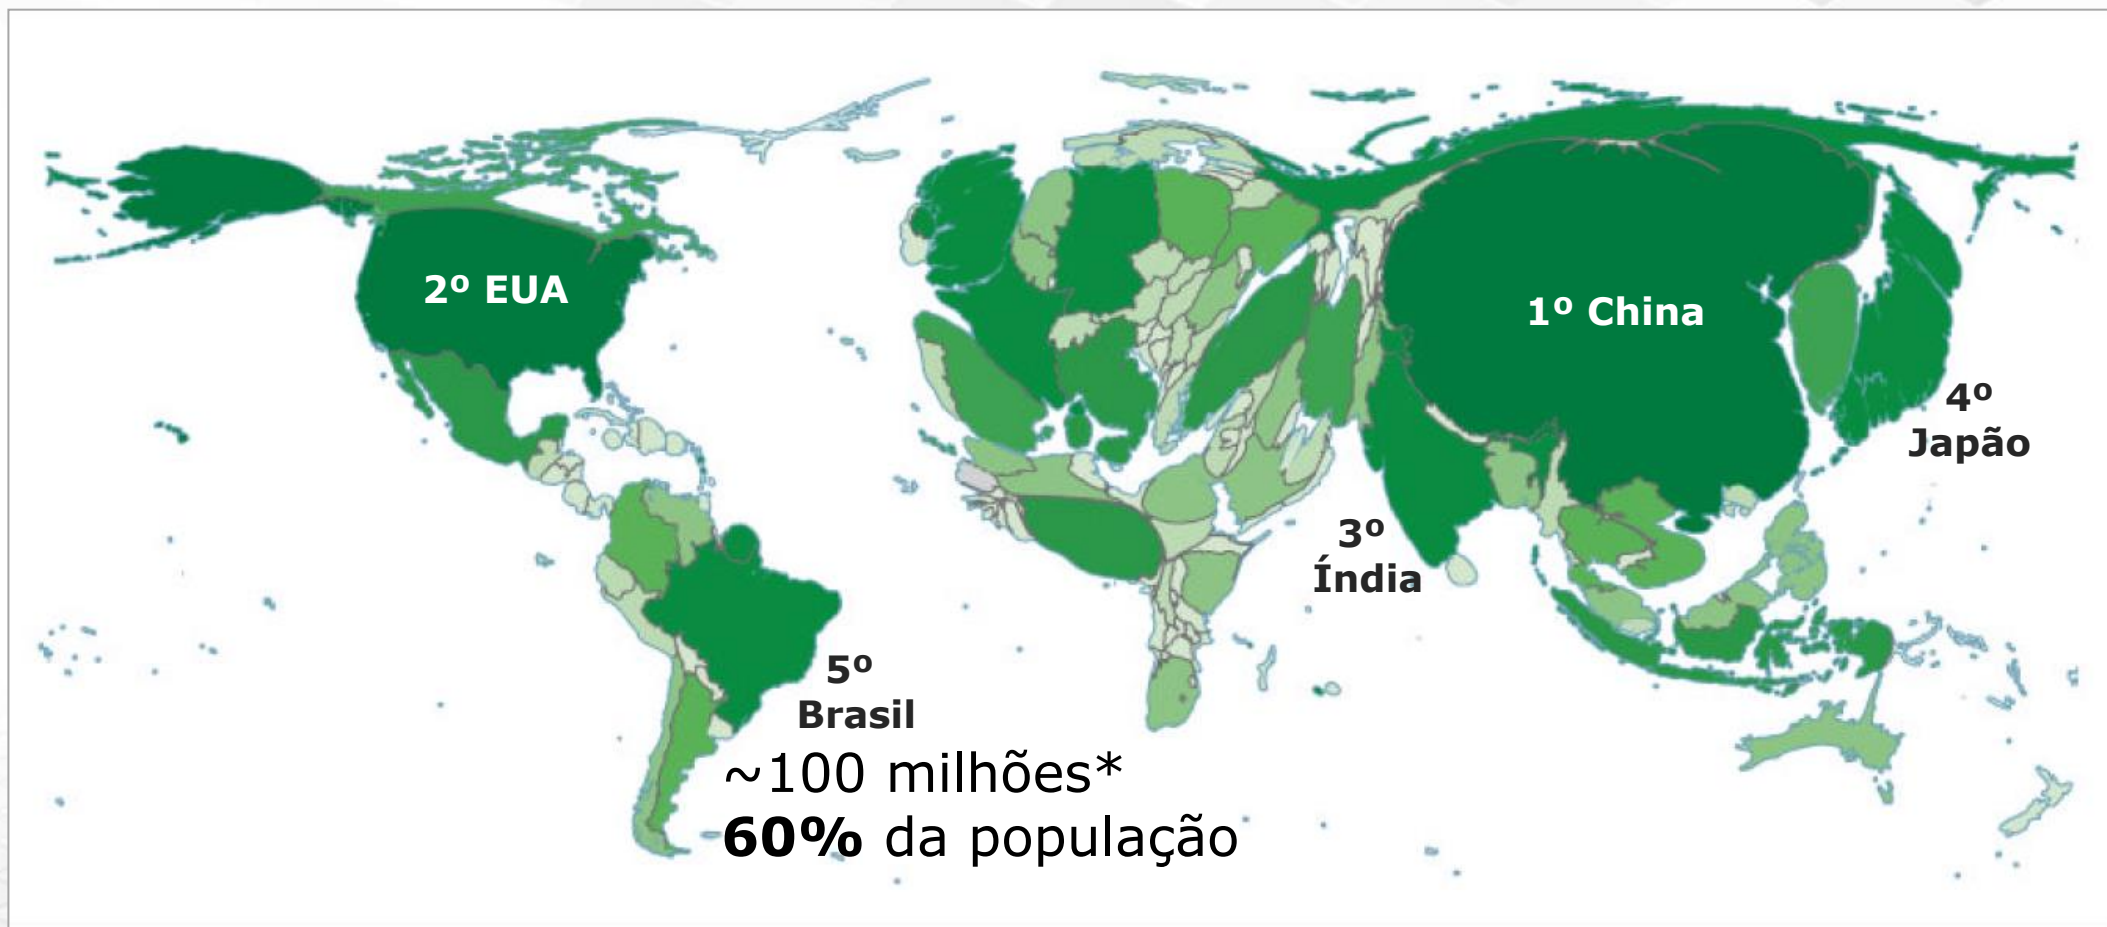 2º EUA
1º China
4º
Japão
3º
Índia
5º
Brasil
~100 milhões*
60% da população